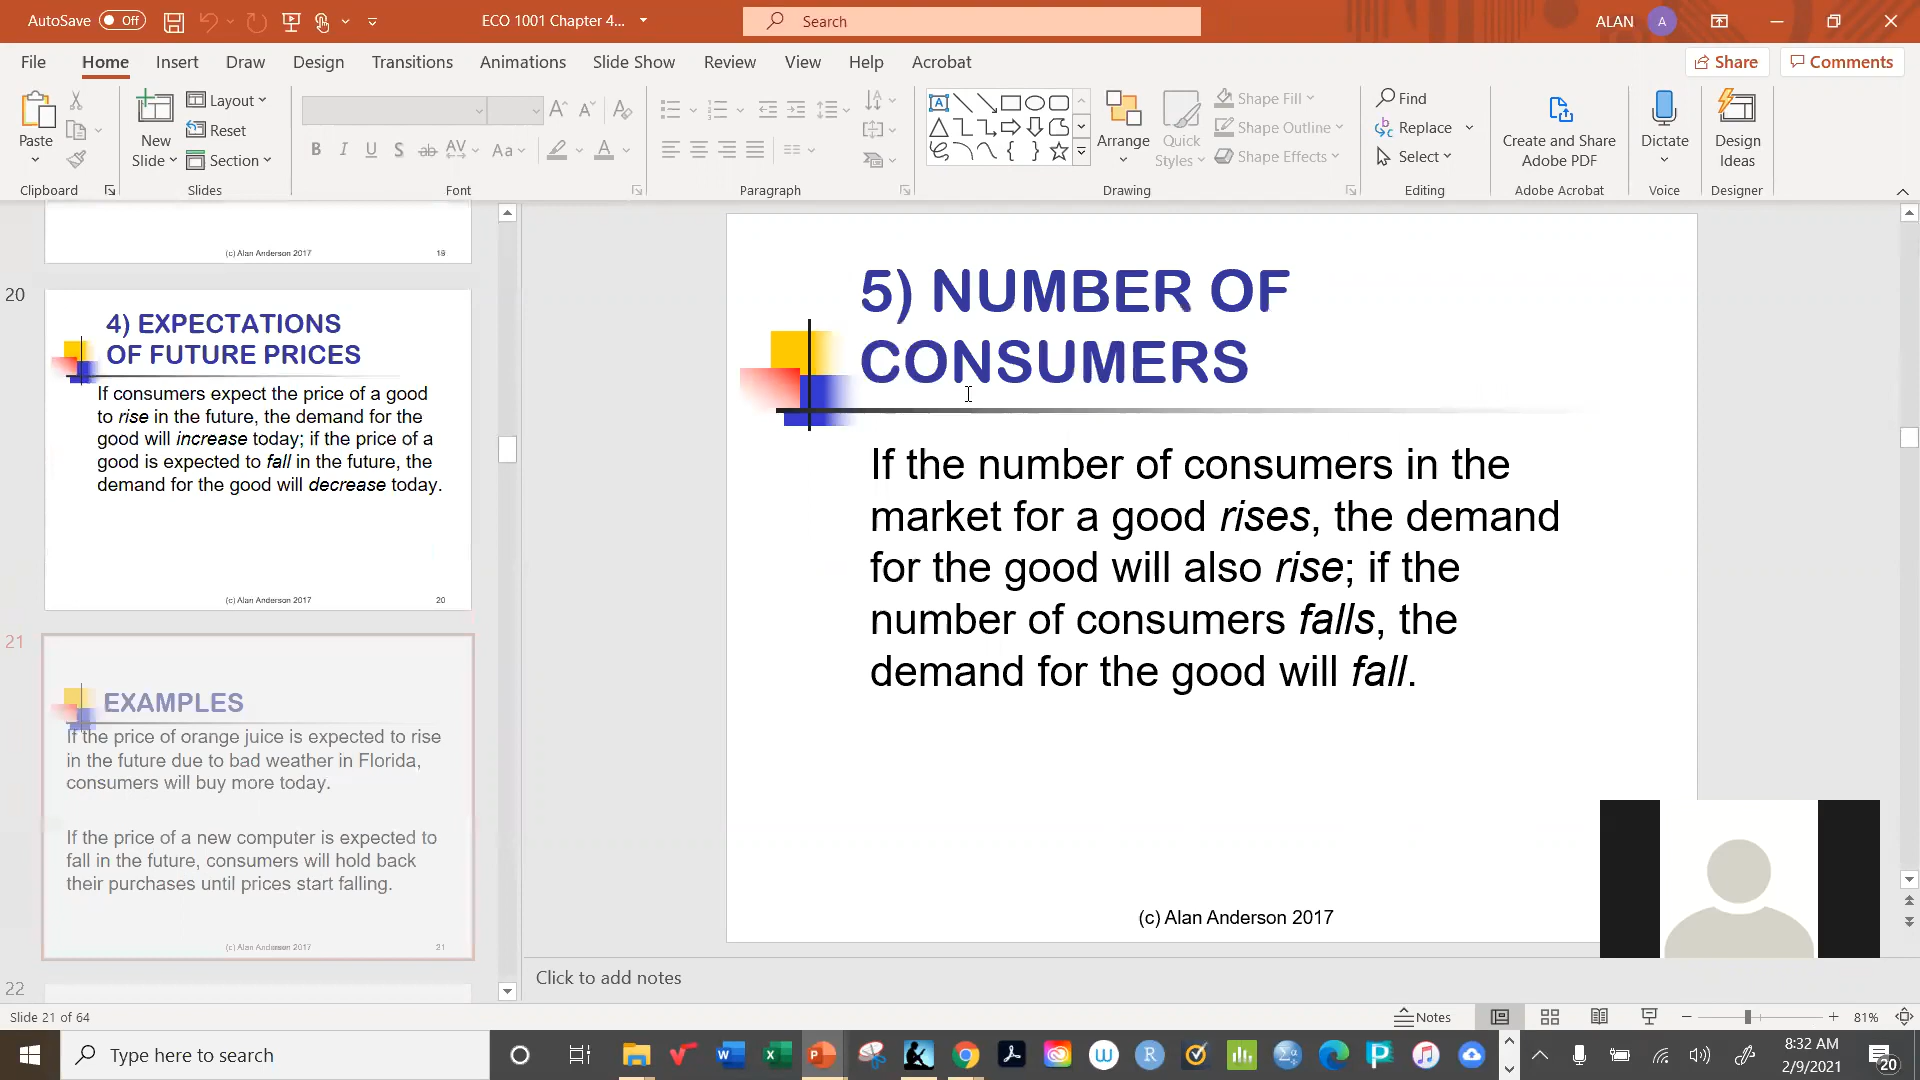 AutoSave Off
ECO 1001 Chapter 4...
Search
ALAN A
File Home Insert Draw Design Transitions Animations Slide Show Review View Help Acrobat
Share Comments
Paste
New
Slide
Layout
Reset
Section
B I U S ab AV Aa A
Arrange
Quick
Styles
Shape Fill
Shape Outline
Shape Effects
Find
Replace
Select
Create and Share
Adobe PDF
Dictate
Design
Ideas
Clipboard Slides Font Paragraph Drawing Editing Adobe Acrobat Voice Designer
(c) Alan Anderson 2017 19
20
4) EXPECTATIONS
OF FUTURE PRICES
If consumers expect the price of a good
to rise in the future, the demand for the
good will increase today; if the price of a
good is expected to fall in the future, the
demand for the good will decrease today.
(c) Alan Anderson 2017 20
21
EXAMPLES
If the price of orange juice is expected to rise
in the future due to bad weather in Florida,
consumers will buy more today.
If the price of a new computer is expected to
fall in the future, consumers will hold back
their purchases until prices start falling.
(c) Alan Anderson 2017 21
22
5) NUMBER OF
CONSUMERS
If the number of consumers in the
market for a good rises, the demand
for the good will also rise; if the
number of consumers falls, the
demand for the good will fall.
(c) Alan Anderson 2017
Click to add notes
Slide 21 of 64
Notes
81%
Type here to search
8:32 AM
2/9/2021
20